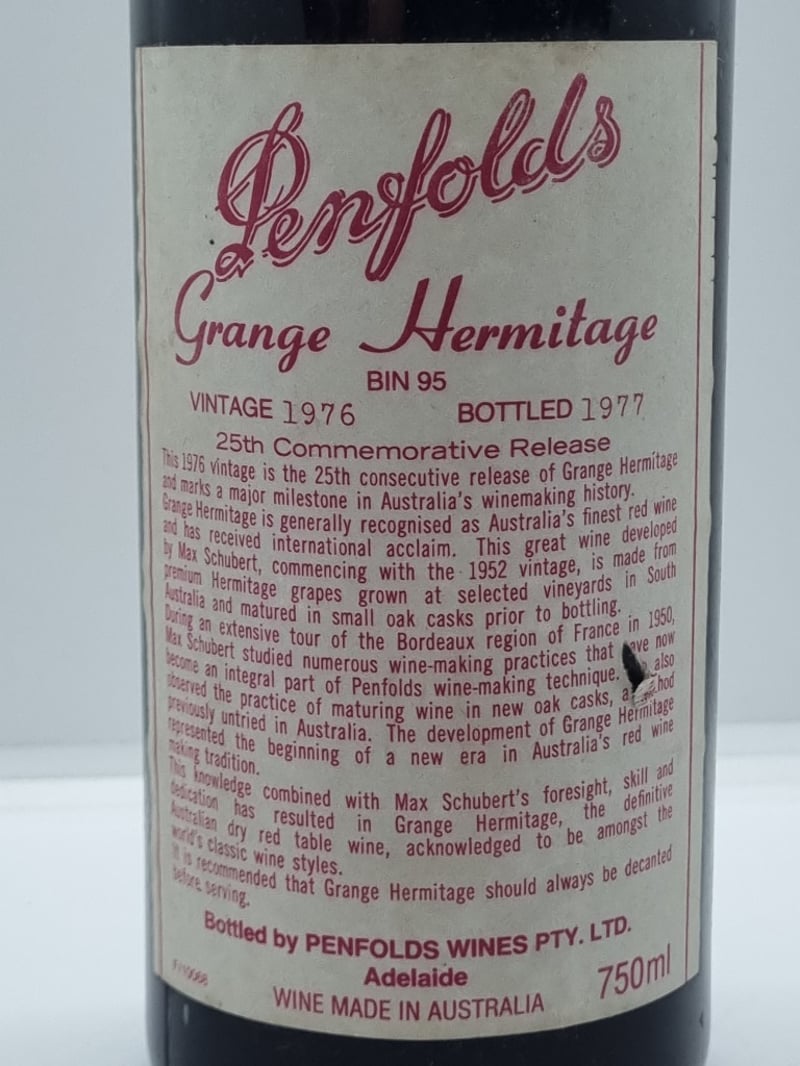 Penfolds
Grange Hermitage
BIN 95
VINTAGE 1976 BOTTLED 1977
25th Commemorative Release
This 1976 vintage is the 25th consecutive release of Grange Hermitage
and marks a major milestone in Australia's winemaking history.
Grange Hermitage is generally recognised as Australia's finest red wine
and has received international acclaim. This great wine developed
by Max Schubert, commencing with the 1952 vintage, is made from
premium Hermitage grapes grown at selected vineyards in South
Australia and matured in small oak casks prior to bottling.
During an extensive tour of the Bordeaux region of France in 1950,
Max Schubert studied numerous wine-making practices that now
become an integral part of Penfolds wine-making technique. also
observed the practice of maturing wine in new oak casks, a
previously untried in Australia. The development of Grange Hermitage
represented the beginning of a new era in Australia's red wine
making tradition.
This knowledge combined with Max Schubert's foresight, skill and
dedication has resulted in Grange Hermitage, the definitive
Australian dry red table wine, acknowledged to be amongst the
world's classic wine styles.
It is recommended that Grange Hermitage should always be decanted
before serving.
Bottled by PENFOLDS WINES PTY. LTD.
Adelaide
WINE MADE IN AUSTRALIA
750ml